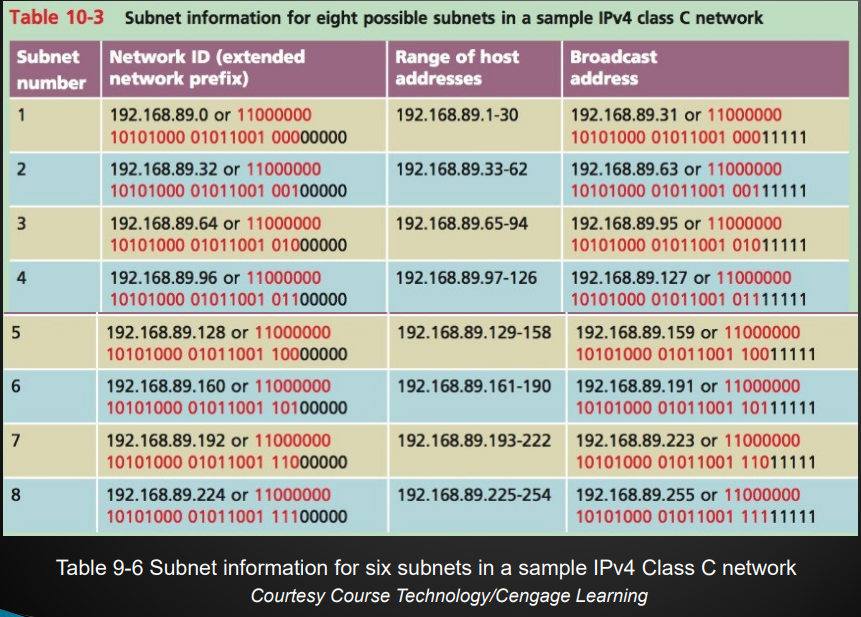 Table 10-3 Subnet information for eight possible subnets in a sample IPv4 class C network
Subnet number Network ID (extended network prefix) Range of host addresses Broadcast address
1 192.168.89.0 or 11000000 192.168.89.1-30 192.168.89.31 or 11000000
10101000 01011001 00000000 10101000 01011001 00011111
2 192.168.89.32 or 11000000 192.168.89.33-62 192.168.89.63 or 11000000
10101000 01011001 00100000 10101000 01011001 00111111
3 192.168.89.64 or 11000000 192.168.89.65-94 192.168.89.95 or 11000000
10101000 01011001 01000000 10101000 01011001 01011111
4 192.168.89.96 or 11000000 192.168.89.97-126 192.168.89.127 or 11000000
10101000 01011001 01100000 10101000 01011001 01111111
5 192.168.89.128 or 11000000 192.168.89.129-158 192.168.89.159 or 11000000
10101000 01011001 10000000 10101000 01011001 10011111
6 192.168.89.160 or 11000000 192.168.89.161-190 192.168.89.191 or 11000000
10101000 01011001 10100000 10101000 01011001 10111111
7 192.168.89.192 or 11000000 192.168.89.193-222 192.168.89.223 or 11000000
10101000 01011001 11000000 10101000 01011001 11011111
8 192.168.89.224 or 11000000 192.168.89.225-254 192.168.89.255 or 11000000
10101000 01011001 11100000 10101000 01011001 11111111
Table 9-6 Subnet information for six subnets in a sample IPv4 Class C network
Courtesy Course Technology/Cengage Learning